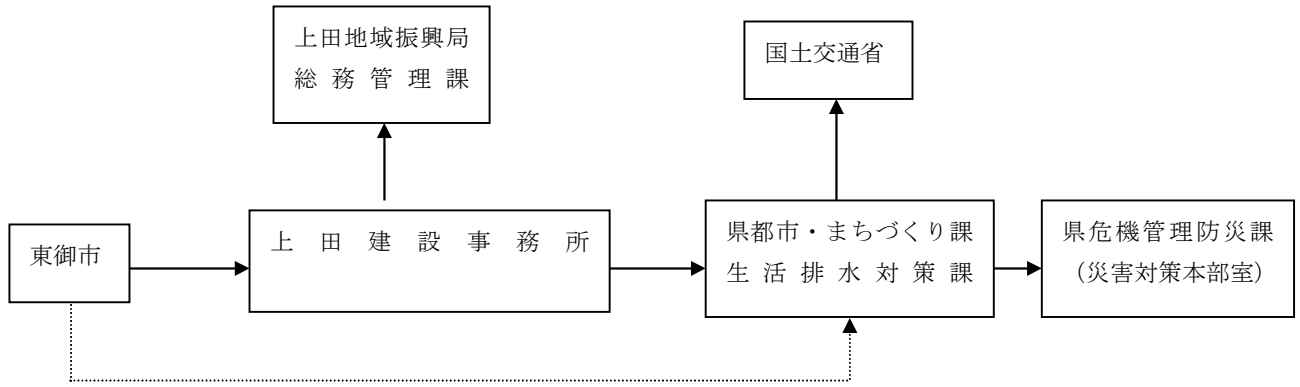 上田地域振興局
総務管理課
国土交通省
東御市
上田建設事務所
県都市・まちづくり課
生活排水対策課
県危機管理防災課
（災害対策本部室）